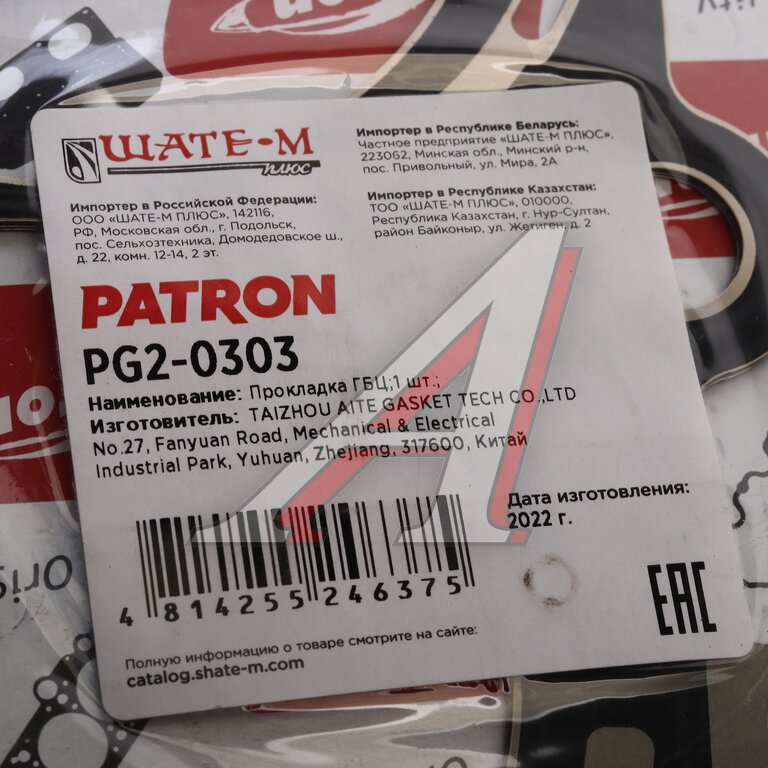 ШАТЕ-М
ПЛЮС
Импортер в Республике Беларусь:
Частное предприятие «ШАТЕ-М ПЛЮС»,
223062, Минская обл., Минский р-н,
пос. Привольный, ул. Мира, 2А
Импортер в Российской Федерации:
ООО «ШАТЕ-М ПЛЮС», 142116,
РФ, Московская обл., г. Подольск,
пос. Сельхозтехника, Домодедовское ш.,
д. 22, комн. 12-14, 2 эт.
Импортер в Республике Казахстан:
ТОО «ШАТЕ-М ПЛЮС», 010000,
Республика Казахстан, г. Нур-Султан,
район Байконыр, ул. Жетиген, д. 2
PATRON
PG2-0303
Наименование: Прокладка ГБЦ;1 шт.;
Изготовитель: TAIZHOU AITE GASKET TECH CO.,LTD
No.27, Fanyuan Road, Mechanical & Electrical
Industrial Park, Yuhuan, Zhejiang, 317600, Китай
Дата изготовления:
2022 г.
4 814255 246375
EAC
Полную информацию о товаре смотрите на сайте:
catalog.shate-m.com